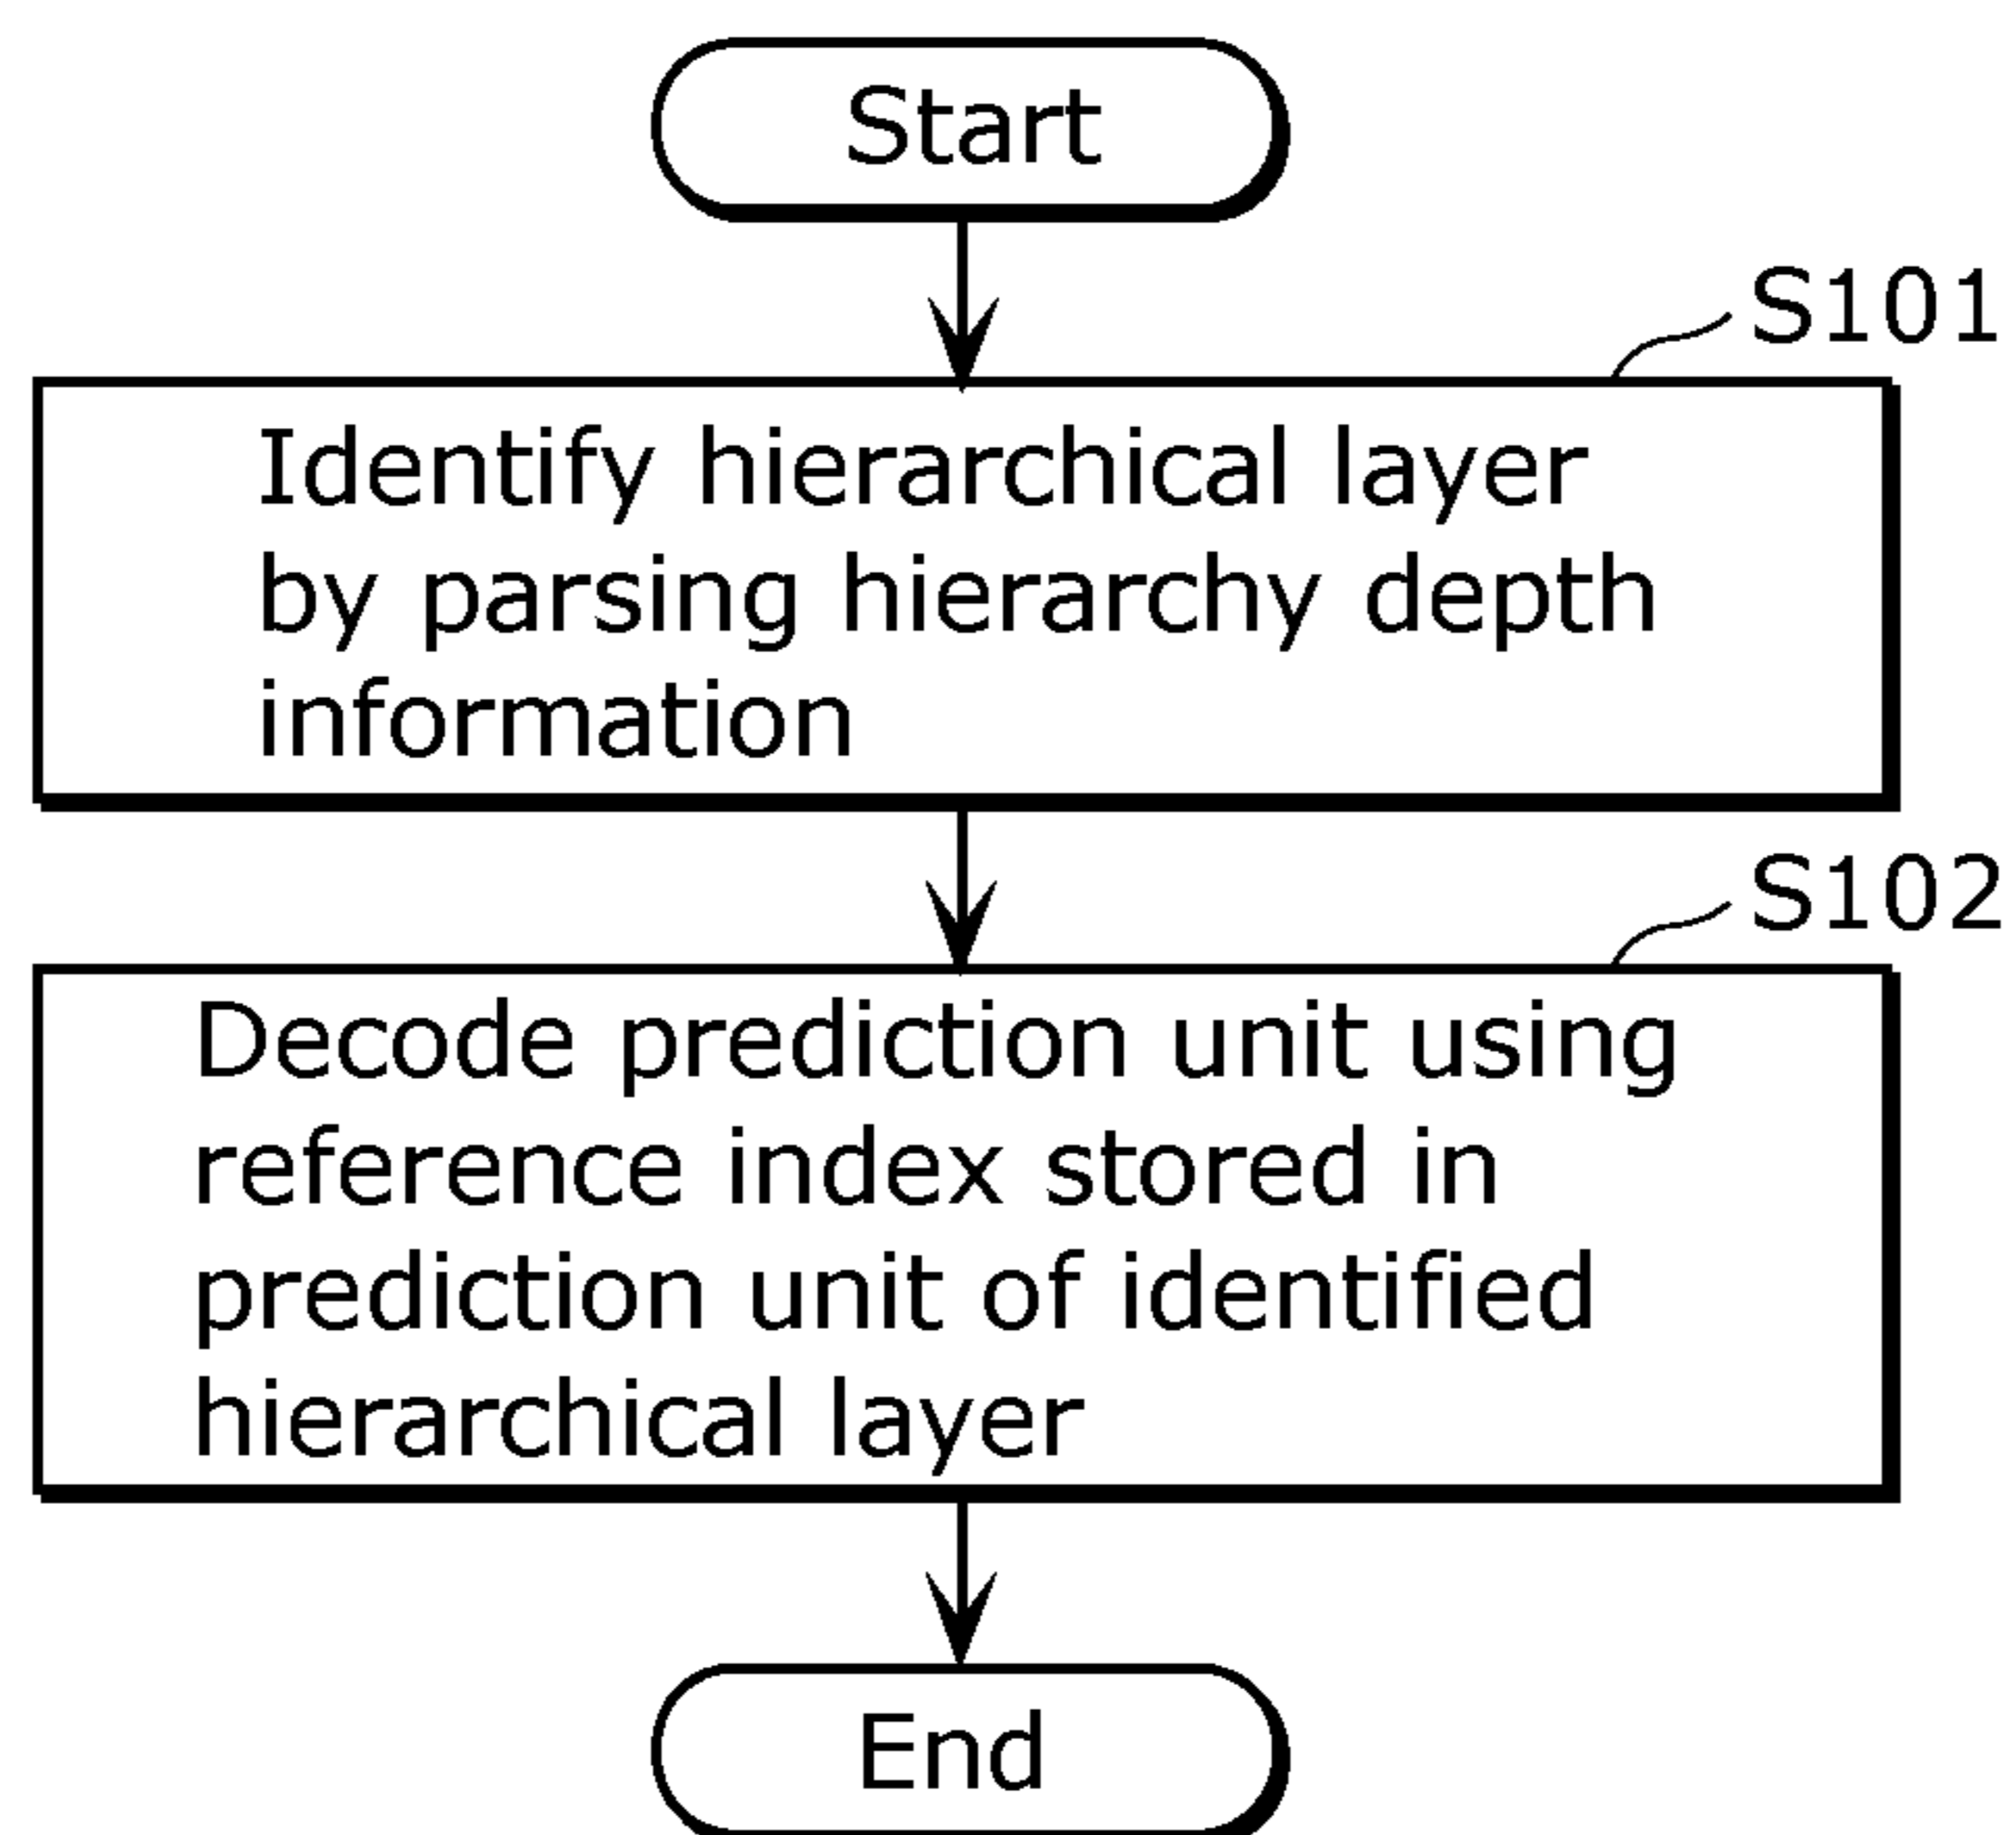 Start
S101
Identify hierarchical layer
by parsing hierarchy depth
information
S102
Decode prediction unit using
reference index stored in
prediction unit of identified
hierarchical layer
End